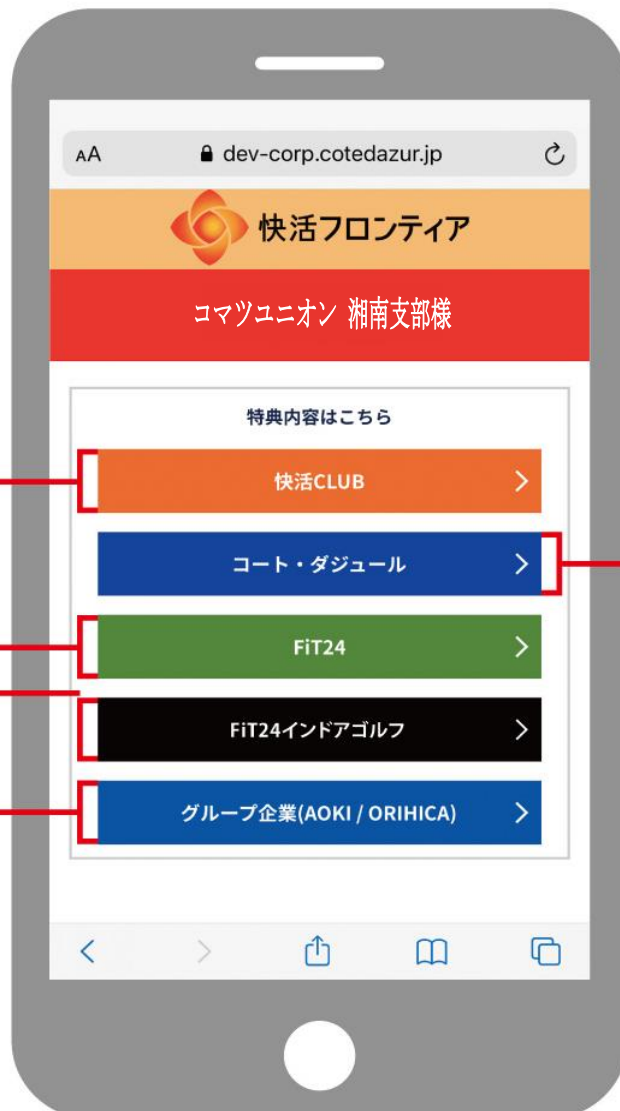 AA dev-corp.cotedazur.jp
快活フロンティア
コマツユニオン 湘南支部様
特典内容はこちら
快活CLUB
コート・ダジュール
FiT24
FiT24インドアゴルフ
グループ企業(AOKI / ORIHICA)